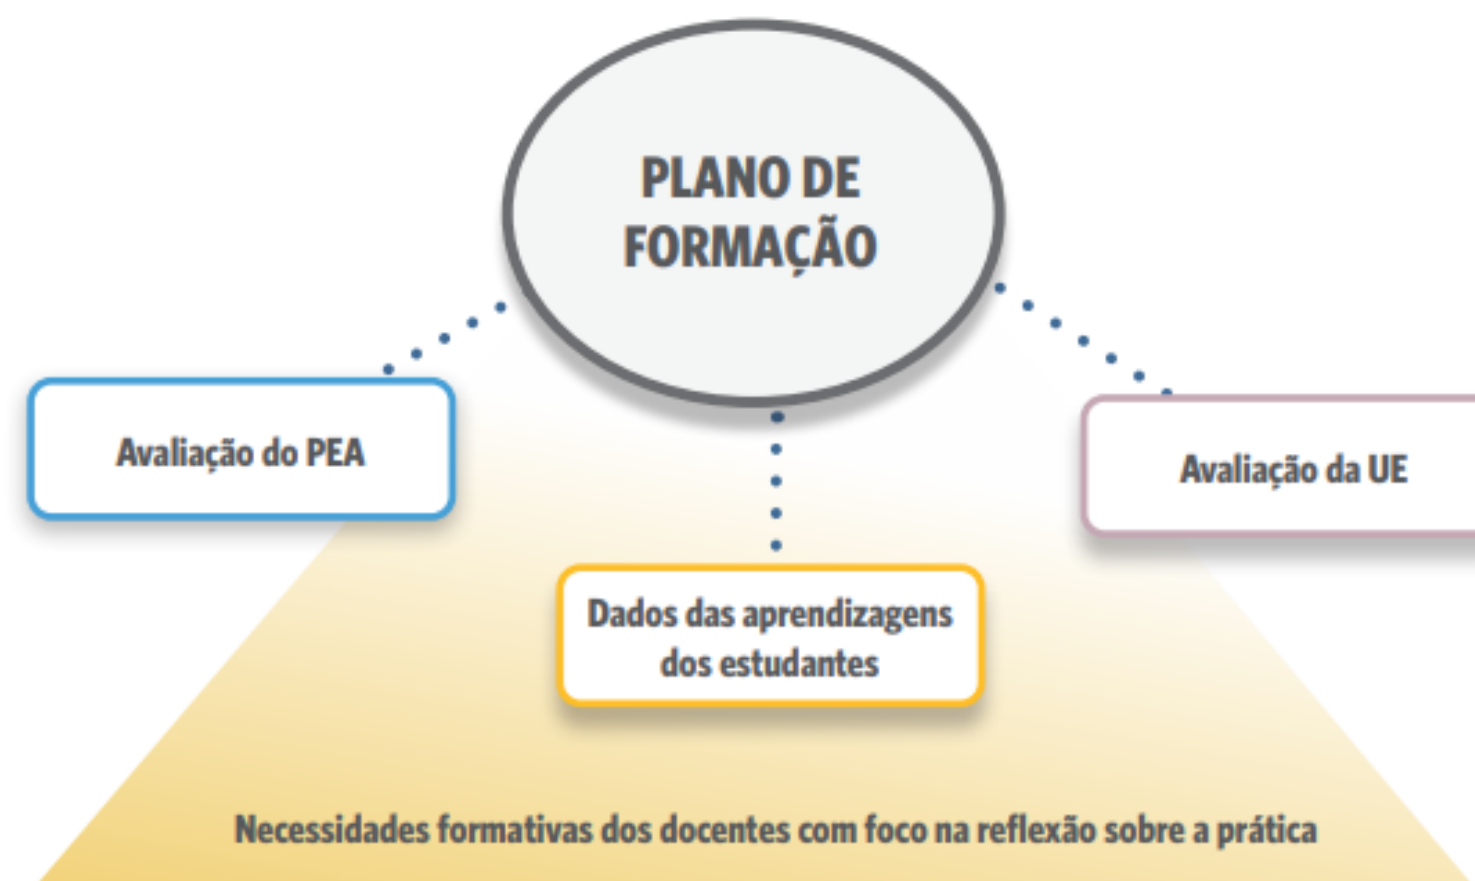 PLANO DE
FORMAÇÃO
Avaliação do PEA
Avaliação da UE
Dados das aprendizagens
dos estudantes
Necessidades formativas dos docentes com foco na reflexão sobre a prática